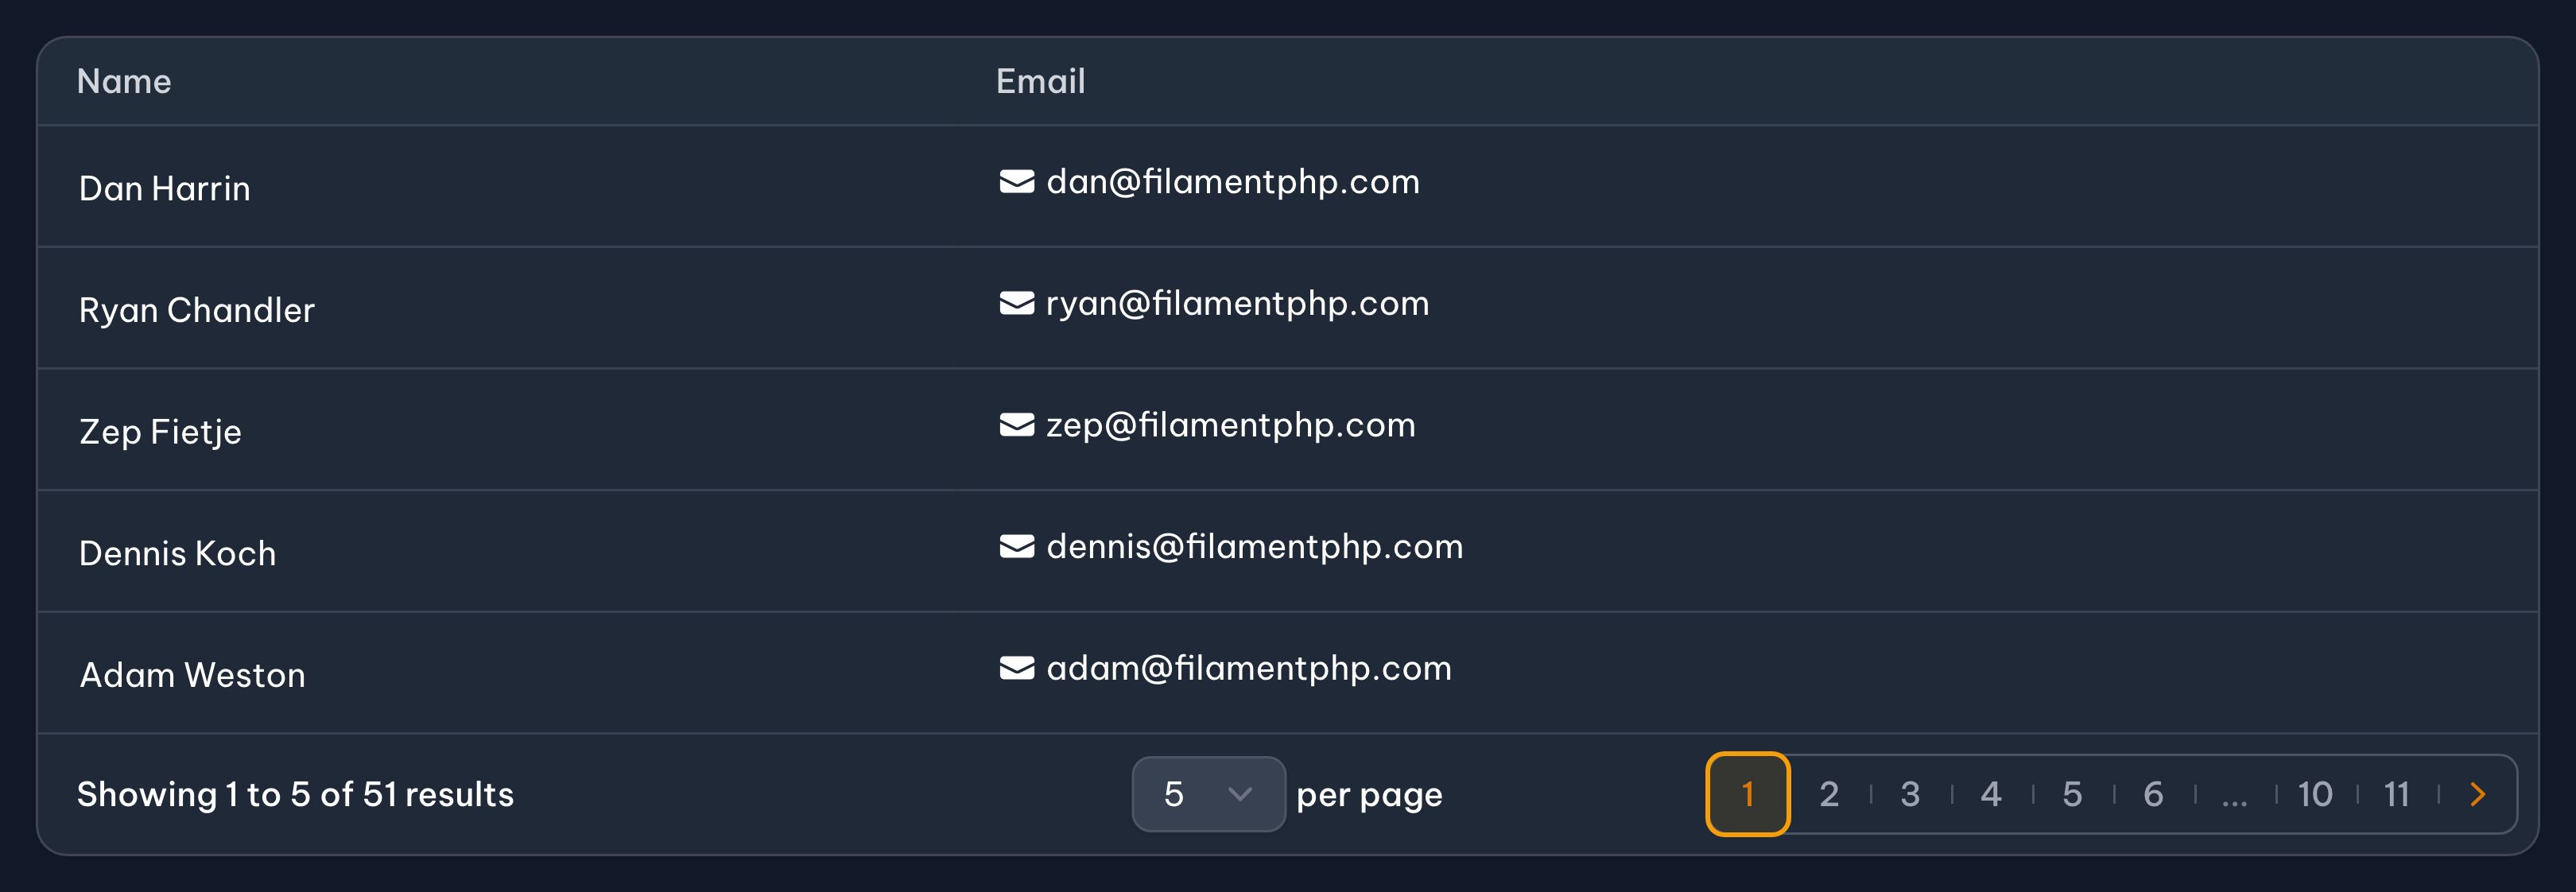 Name Email
Dan Harrin dan@filamentphp.com
Ryan Chandler ryan@filamentphp.com
Zep Fietje zep@filamentphp.com
Dennis Koch dennis@filamentphp.com
Adam Weston adam@filamentphp.com
Showing 1 to 5 of 51 results 5 per page 1 2 3 4 5 6 ... 10 11